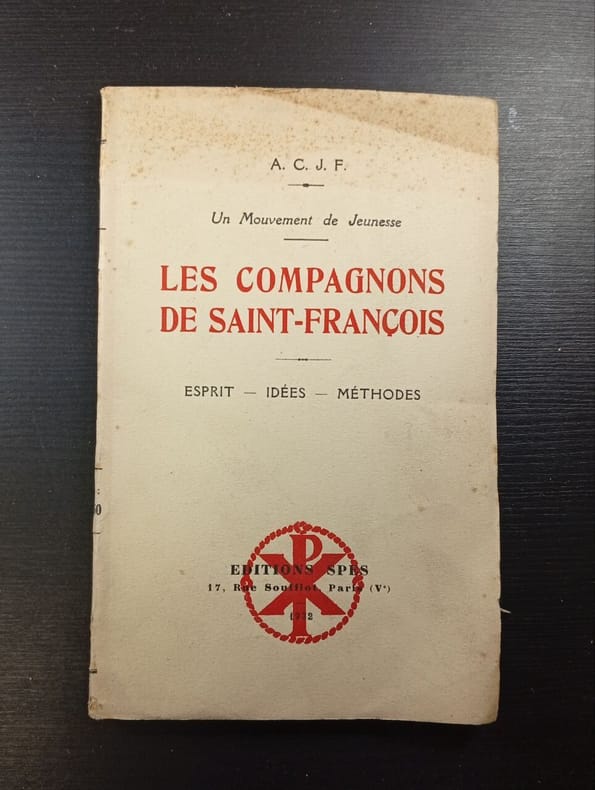 A. C. J. F.
Un Mouvement de Jeunesse
LES COMPAGNONS
DE SAINT-FRANÇOIS
ESPRIT — IDÉES — MÉTHODES
EDITIONS SPES
17, Rue Soufflot, Paris (Vᵉ)
1932